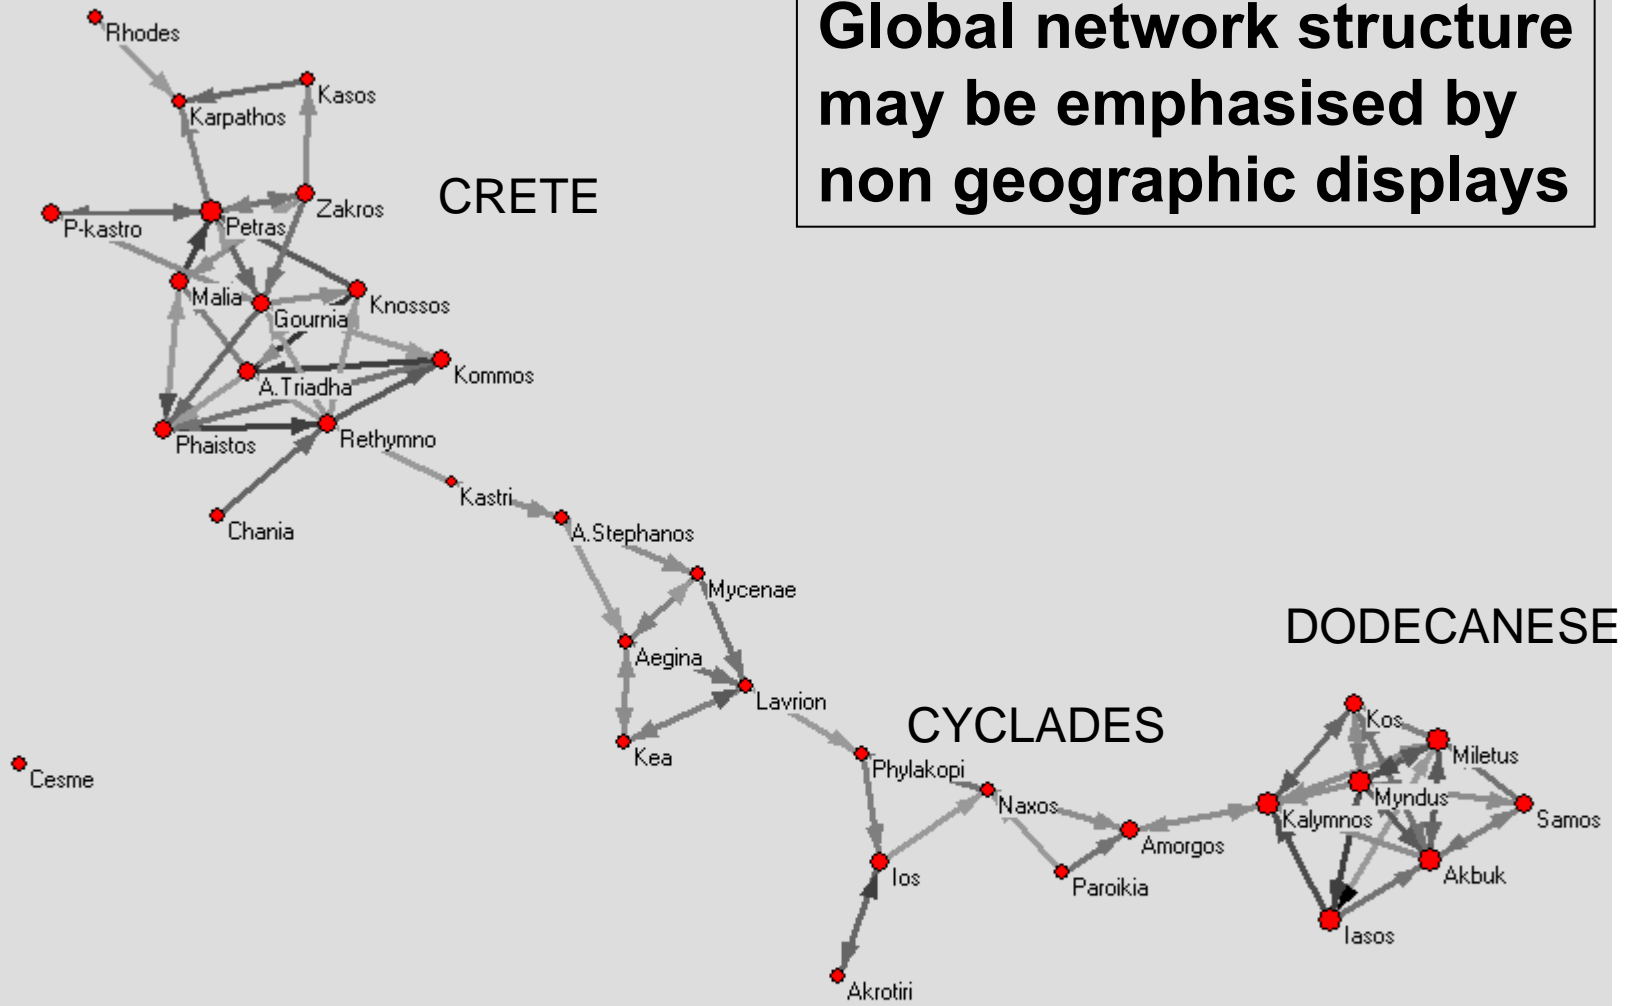 Global network structure
may be emphasised by
non geographic displays
Rhodes
Kasos
Karpathos
CRETE
Zakros
P-kastro
Petras
Malia
Knossos
Gournia
A.Triadha
Kommos
Phaistos
Rethymno
Kastri
Chania
A.Stephanos
Mycenae
DODECANESE
Aegina
Lavrion
CYCLADES
Kos
Kea
Phylakopi
Miletus
Cesme
Naxos
Myndus
Kalymnos
Samos
Amorgos
Ios
Paroikia
Akbuk
Iasos
Akrotiri